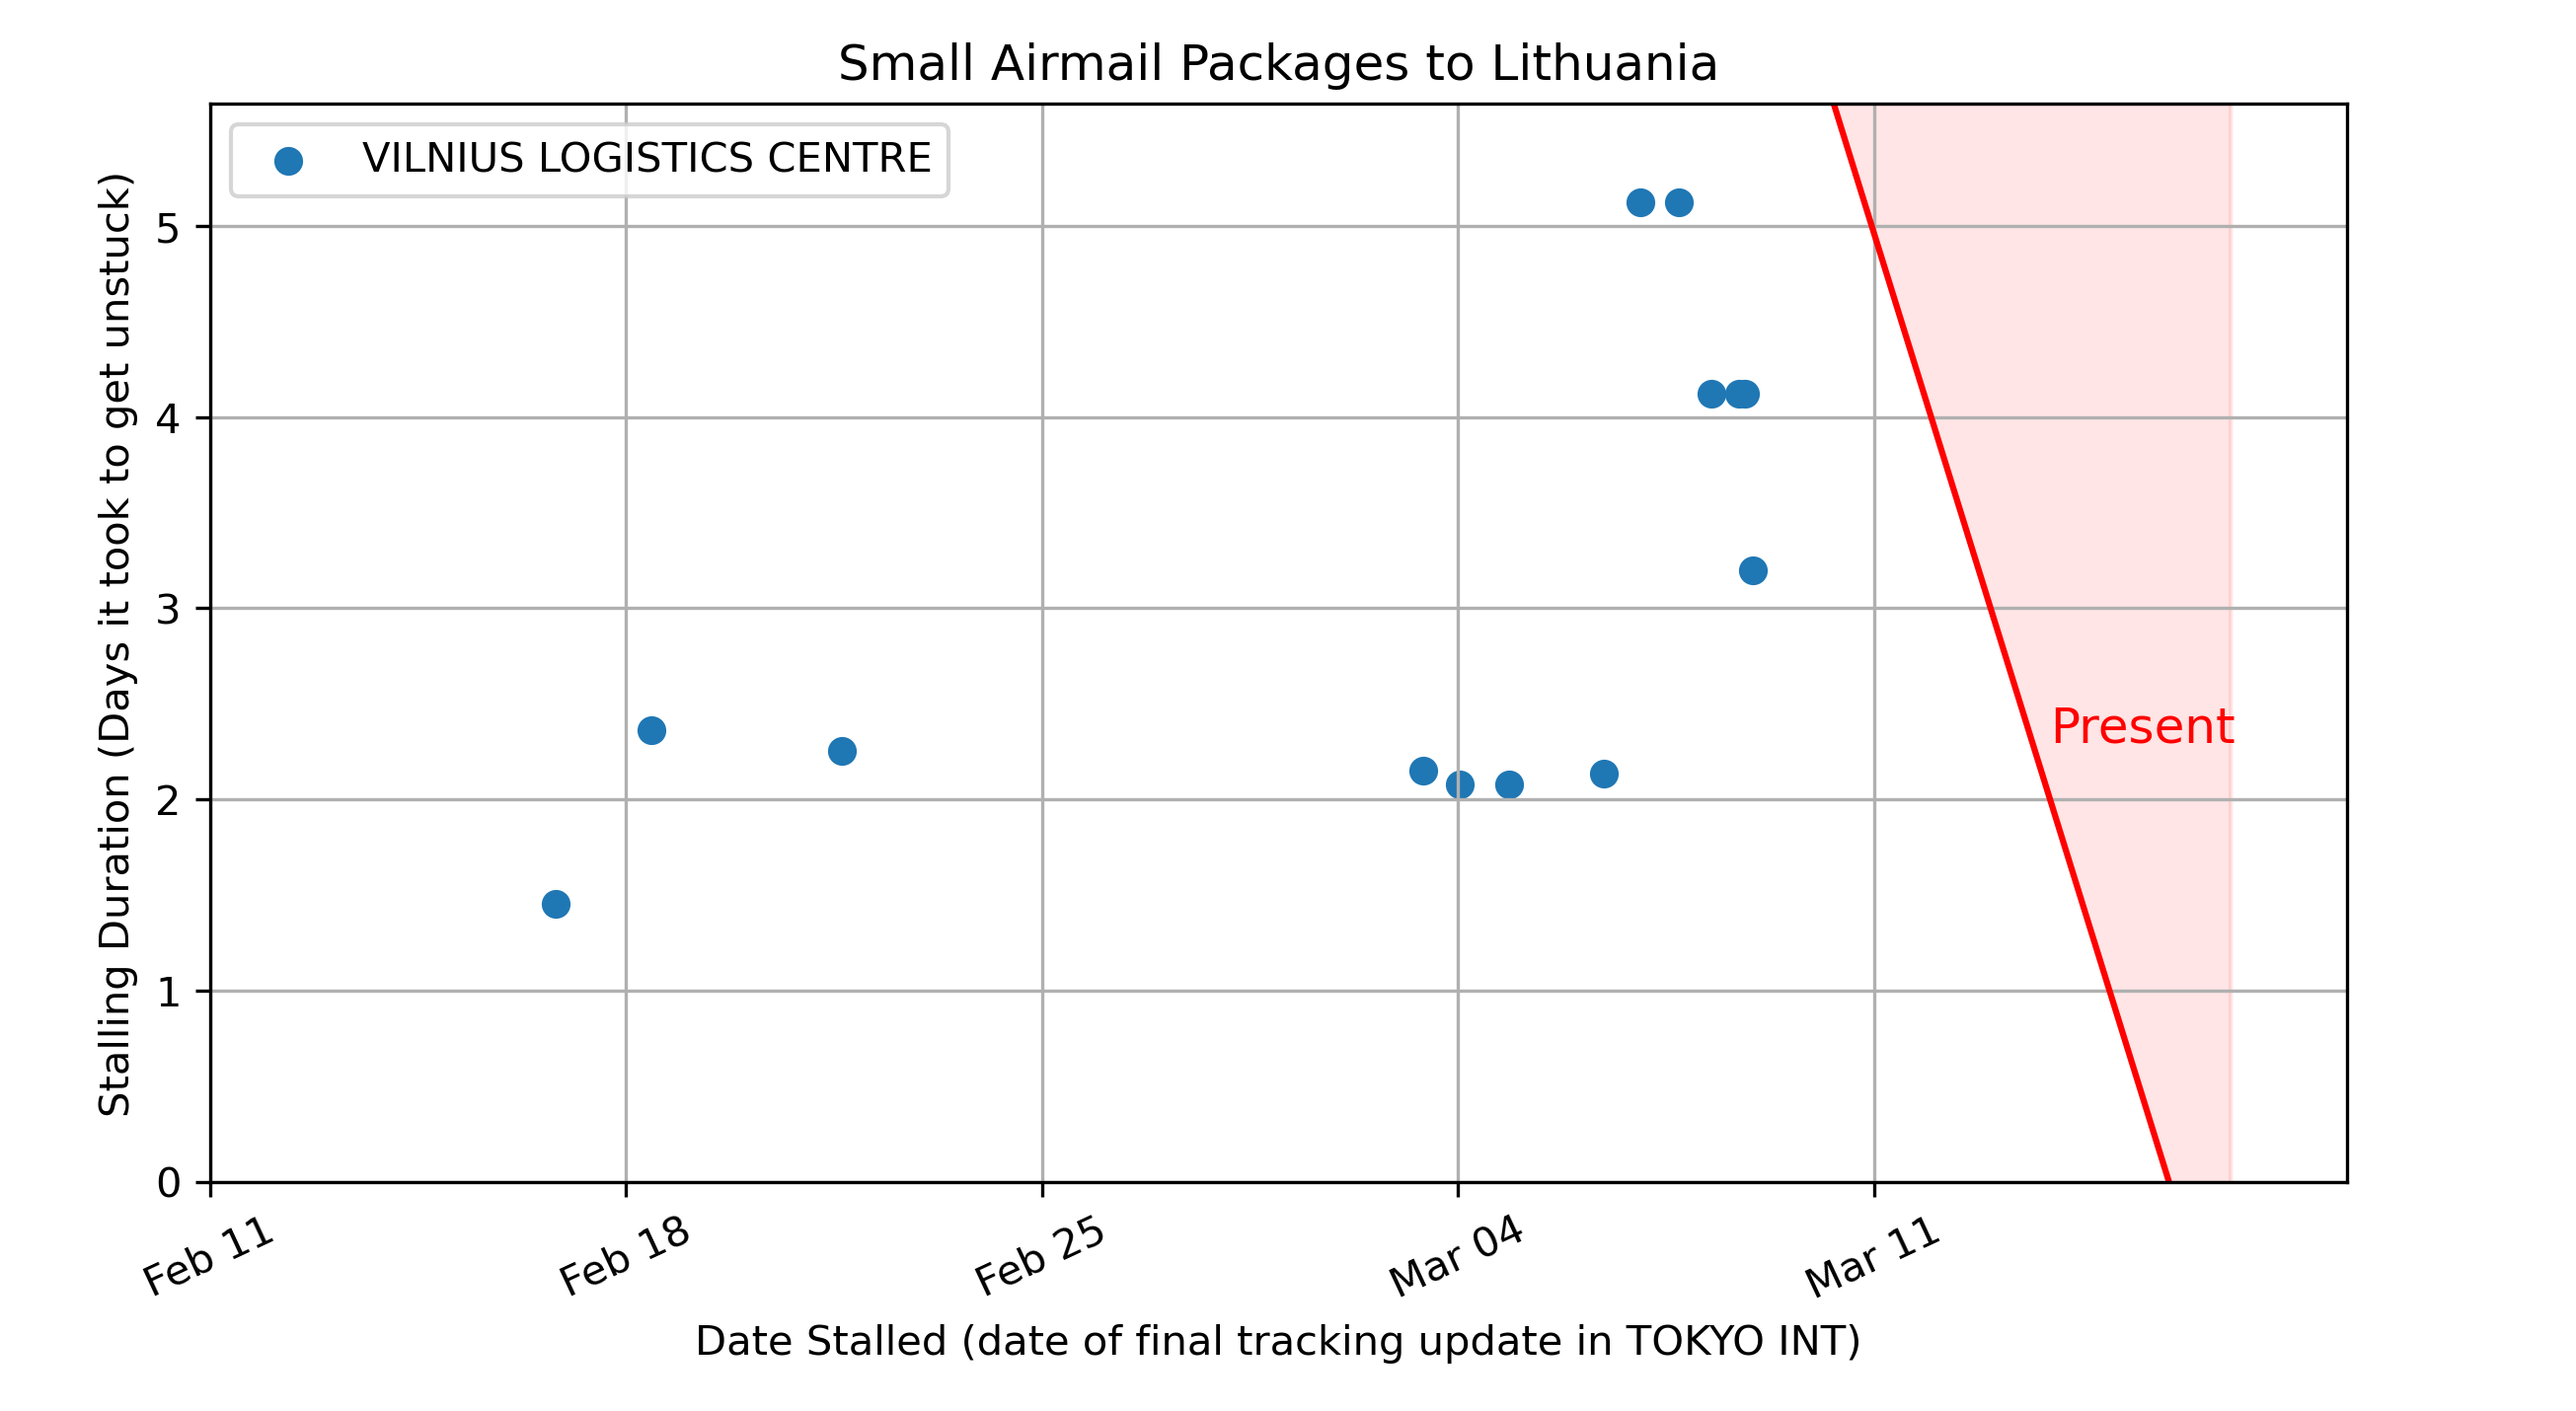 Small Airmail Packages to Lithuania
VILNIUS LOGISTICS CENTRE
Stalling Duration (Days it took to get unstuck)
5
4
3
2
1
0
Present
Feb 11
Feb 18
Feb 25
Mar 04
Mar 11
Date Stalled (date of final tracking update in TOKYO INT)